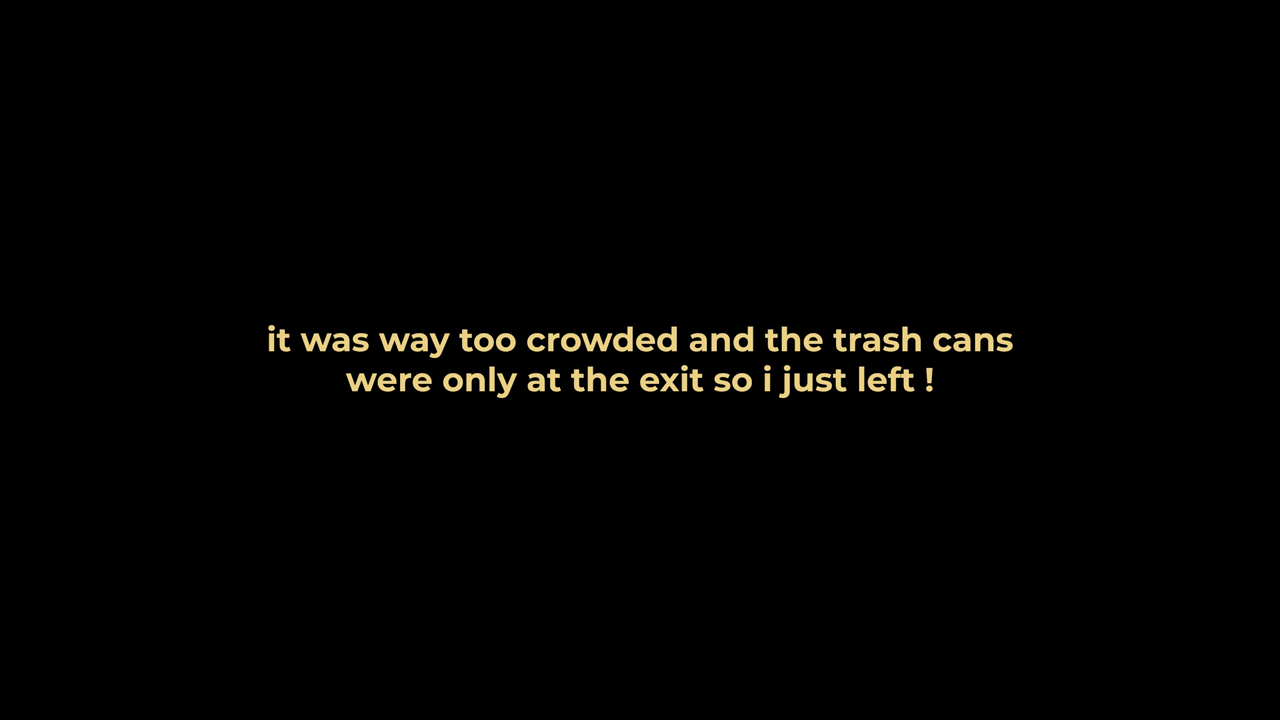 it was way too crowded and the trash cans
were only at the exit so i just left !